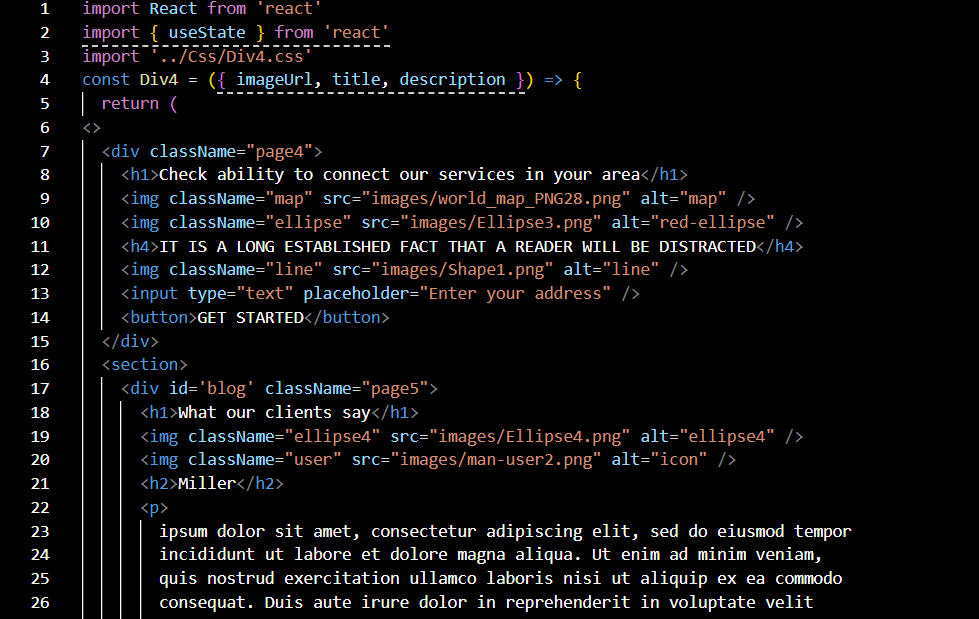 1 import React from 'react'
2 import { useState } from 'react'
3 import '../Css/Div4.css'
4 const Div4 = ({ imageUrl, title, description }) => {
5 return (
6 <>
7 <div className="page4">
8 <h1>Check ability to connect our services in your area</h1>
9 <img className="map" src="images/world_map_PNG28.png" alt="map" />
10 <img className="ellipse" src="images/Ellipse3.png" alt="red-ellipse" />
11 <h4>IT IS A LONG ESTABLISHED FACT THAT A READER WILL BE DISTRACTED</h4>
12 <img className="line" src="images/Shape1.png" alt="line" />
13 <input type="text" placeholder="Enter your address" />
14 <button>GET STARTED</button>
15 </div>
16 <section>
17 <div id='blog' className="page5">
18 <h1>What our clients say</h1>
19 <img className="ellipse4" src="images/Ellipse4.png" alt="ellipse4" />
20 <img className="user" src="images/man-user2.png" alt="icon" />
21 <h2>Miller</h2>
22 <p>
23 ipsum dolor sit amet, consectetur adipiscing elit, sed do eiusmod tempor
24 incididunt ut labore et dolore magna aliqua. Ut enim ad minim veniam,
25 quis nostrud exercitation ullamco laboris nisi ut aliquip ex ea commodo
26 consequat. Duis aute irure dolor in reprehenderit in voluptate velit